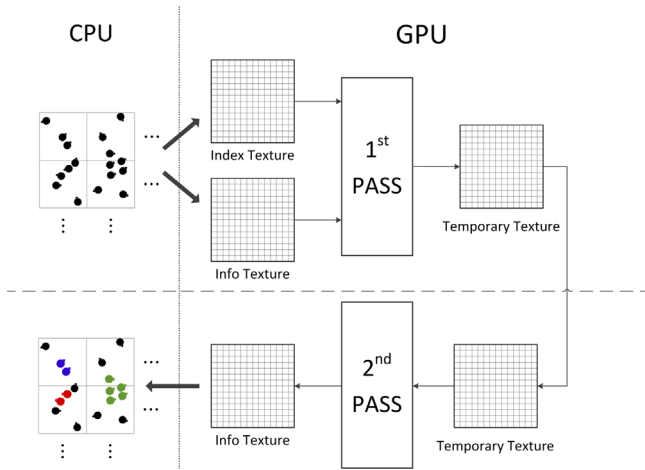 CPU
GPU
Index Texture
Info Texture
1st
PASS
Temporary Texture
2nd
PASS
Info Texture
Temporary Texture